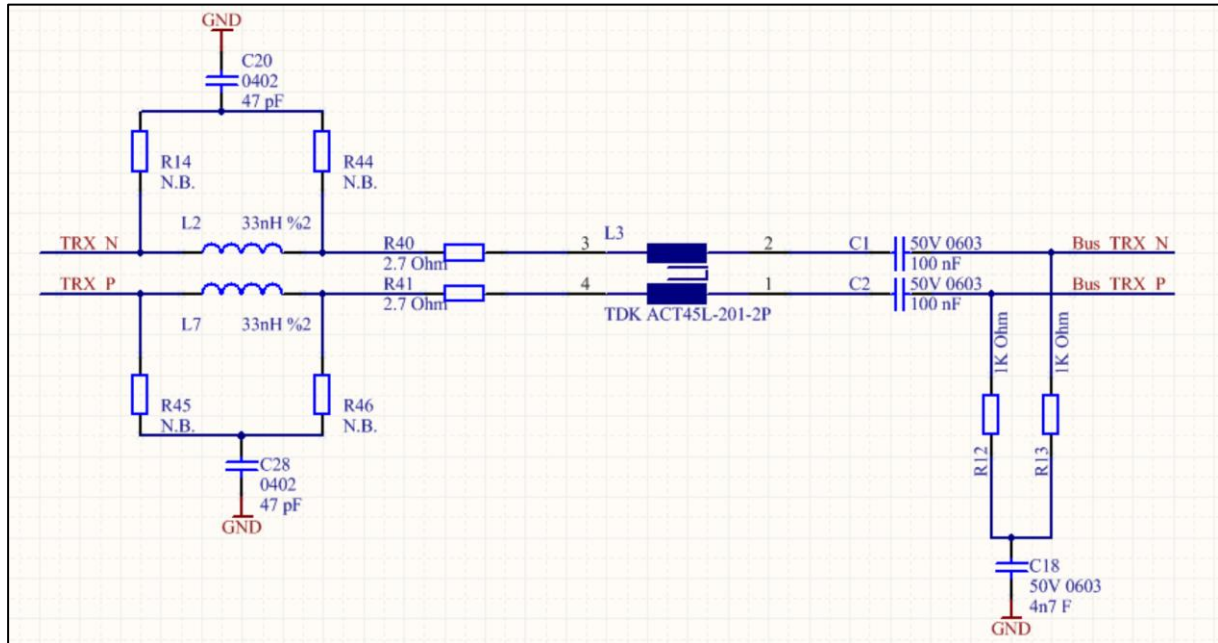 GND
C20
0402
47 pF
R14
N.B.
R44
N.B.
L2 33nH %2
TRX N
R40
2.7 Ohm
3
L3
2
C1
50V 0603
100 nF
Bus TRX N
TRX P
R41
2.7 Ohm
4
1
C2
50V 0603
100 nF
Bus TRX P
L7 33nH %2
TDK ACT45L-201-2P
1K Ohm
1K Ohm
R45
N.B.
R46
N.B.
R12
R13
C28
0402
47 pF
GND
C18
50V 0603
4n7 F
GND